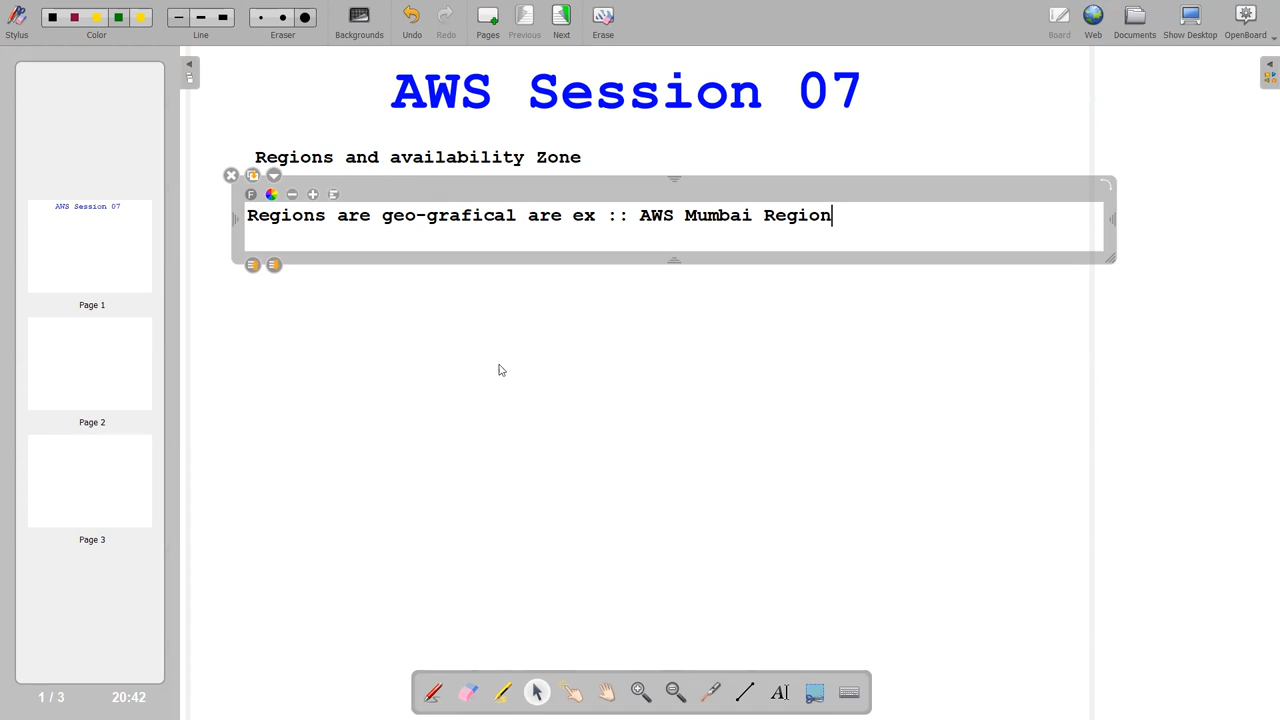 Stylus
Color
Line
Eraser
Backgrounds
Undo
Redo
Pages
Previous
Next
Erase
Board
Web
Documents
Show Desktop
OpenBoard
AWS Session 07
Regions and availability Zone
F
Regions are geo-grafical are ex :: AWS Mumbai Region
AWS Session 07
Page 1
Page 2
Page 3
1 / 3
20:42
AI